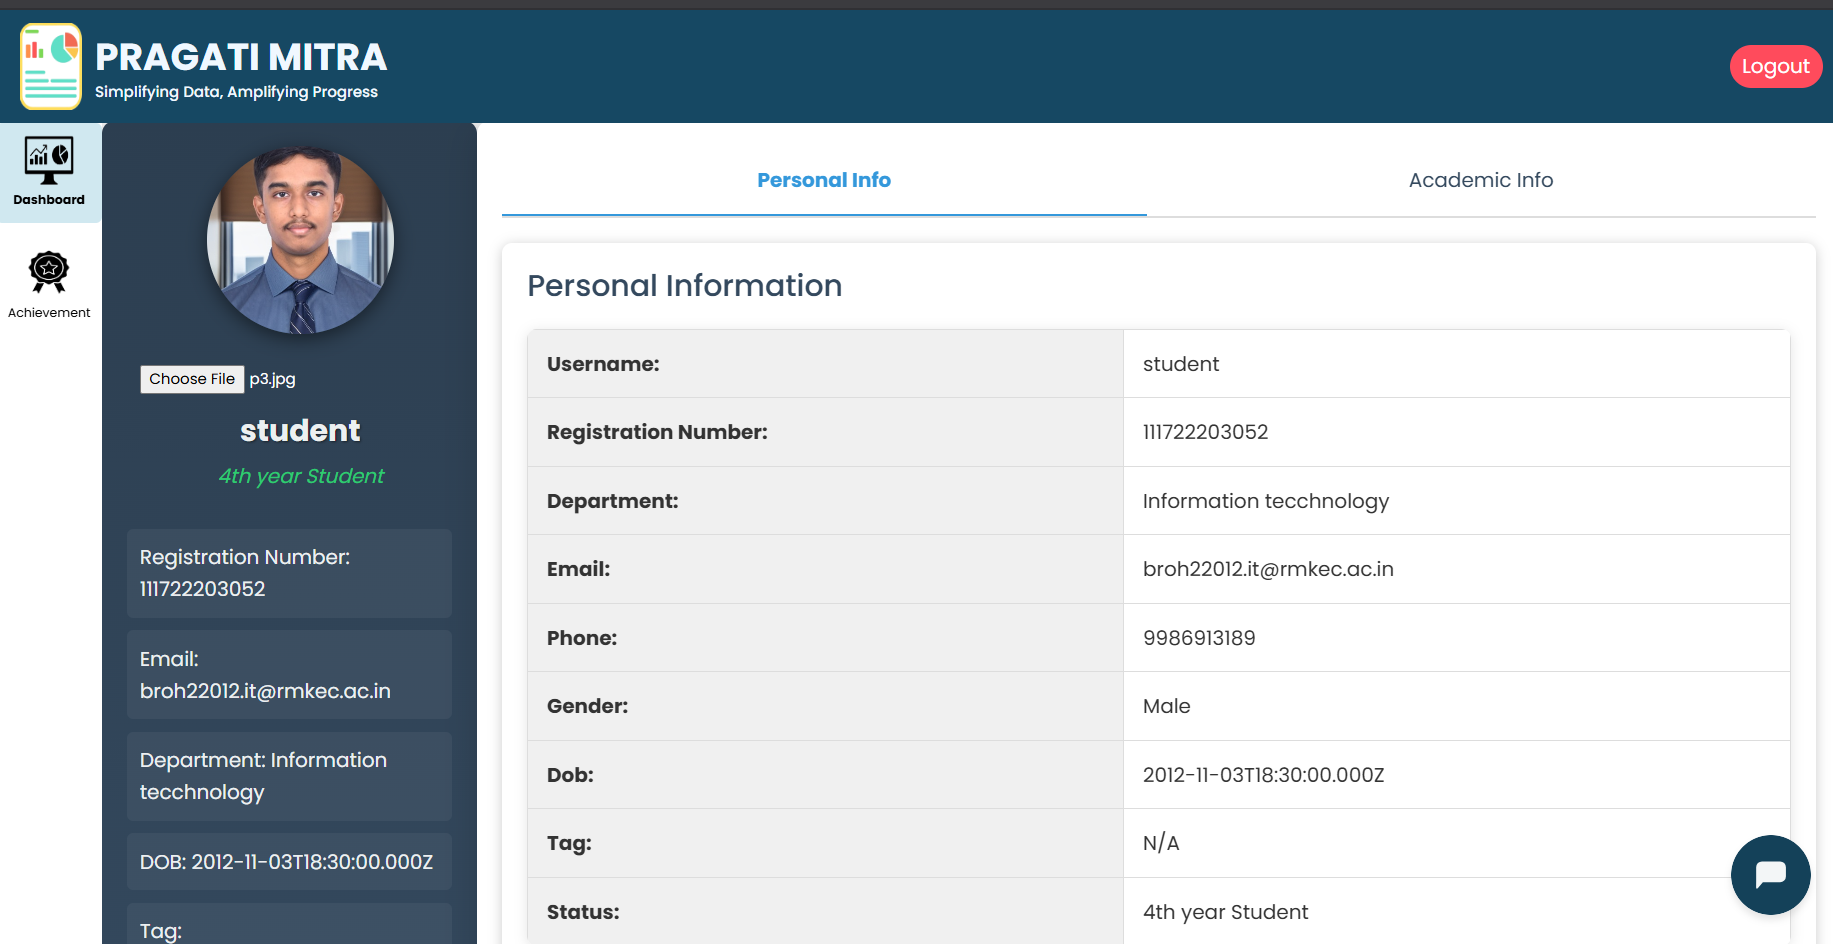 PRAGATI MITRA
Simplifying Data, Amplifying Progress
Logout
Dashboard
Achievement
Choose File p3.jpg
student
4th year Student
Registration Number:
111722203052
Email:
broh22012.it@rmkec.ac.in
Department: Information
tecchnology
DOB: 2012-11-03T18:30:00.000Z
Tag:
Personal Info
Academic Info
Personal Information
Username: student
Registration Number: 111722203052
Department: Information tecchnology
Email: broh22012.it@rmkec.ac.in
Phone: 9986913189
Gender: Male
Dob: 2012-11-03T18:30:00.000Z
Tag: N/A
Status: 4th year Student